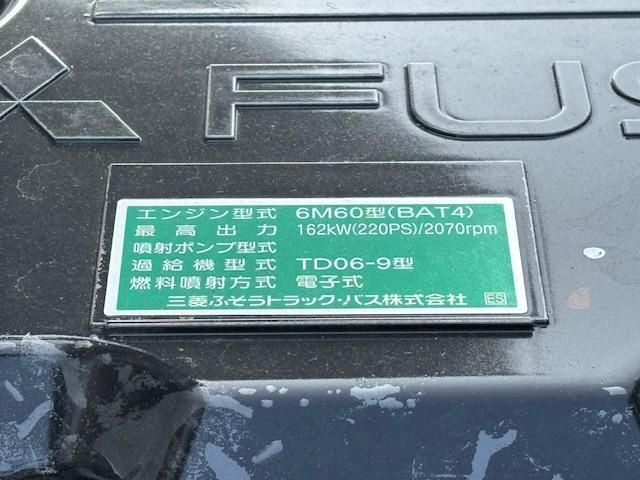 FUS
エンジン型式 6M60型(BAT4)
最高出力 162kW(220PS)/2070rpm
噴射ポンプ型式
過給機型式 TD06-9型
燃料噴射方式 電子式
三菱ふそうトラック・バス株式会社 ES